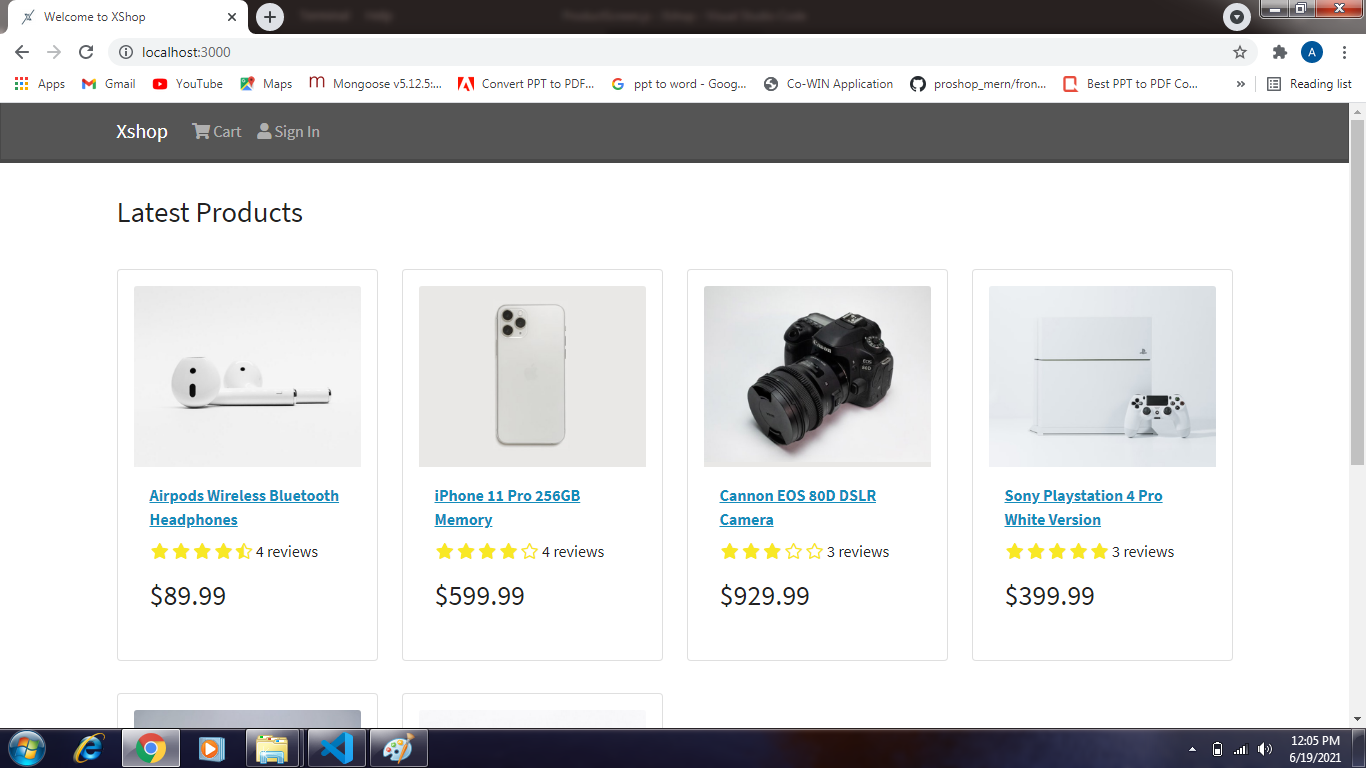 Welcome to XShop
localhost:3000
A
Apps Gmail YouTube Maps Mongoose v5.12.5:... Convert PPT to PDF... ppt to word - Goog... Co-WIN Application proshop_mern/fron... Best PPT to PDF Co... » Reading list
Xshop Cart Sign In
Latest Products
Canon
EOS
80D
Airpods Wireless Bluetooth
Headphones
4 reviews
$89.99
iPhone 11 Pro 256GB
Memory
4 reviews
$599.99
Cannon EOS 80D DSLR
Camera
3 reviews
$929.99
Sony Playstation 4 Pro
White Version
3 reviews
$399.99
12:05 PM
6/19/2021